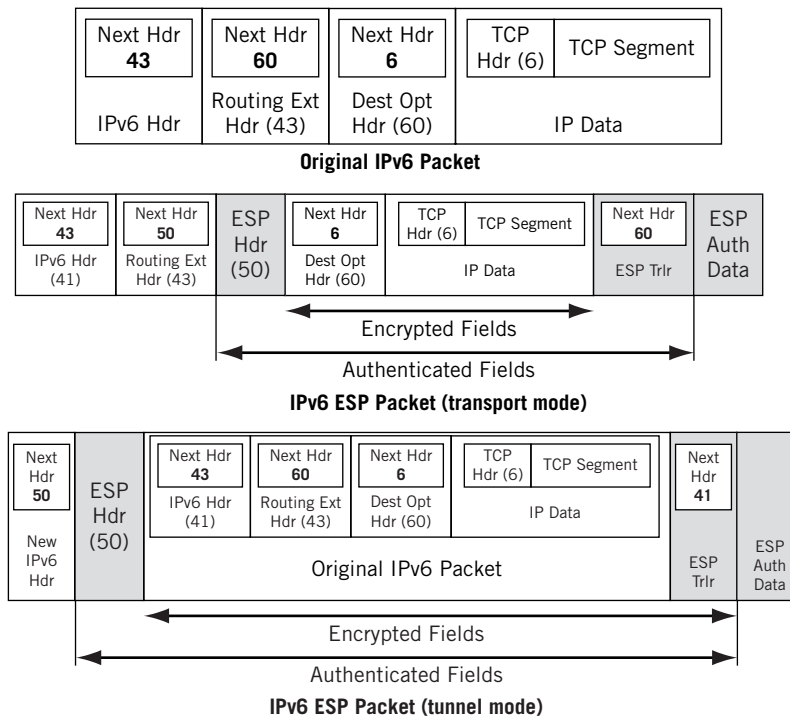 Next Hdr
43
IPv6 Hdr
Next Hdr
60
Routing Ext
Hdr (43)
Next Hdr
6
Dest Opt
Hdr (60)
TCP
Hdr (6)
TCP Segment
IP Data
Original IPv6 Packet
Next Hdr
43
IPv6 Hdr
(41)
Next Hdr
50
Routing Ext
Hdr (43)
ESP
Hdr
(50)
Next Hdr
6
Dest Opt
Hdr (60)
TCP
Hdr (6)
TCP Segment
IP Data
Next Hdr
60
ESP Trlr
ESP
Auth
Data
Encrypted Fields
Authenticated Fields
IPv6 ESP Packet (transport mode)
Next
Hdr
50
New
IPv6
Hdr
ESP
Hdr
(50)
Next Hdr
43
IPv6 Hdr
(41)
Next Hdr
60
Routing Ext
Hdr (43)
Next Hdr
6
Dest Opt
Hdr (60)
TCP
Hdr (6)
TCP Segment
IP Data
Original IPv6 Packet
Next
Hdr
41
ESP
Trlr
ESP
Auth
Data
Encrypted Fields
Authenticated Fields
IPv6 ESP Packet (tunnel mode)